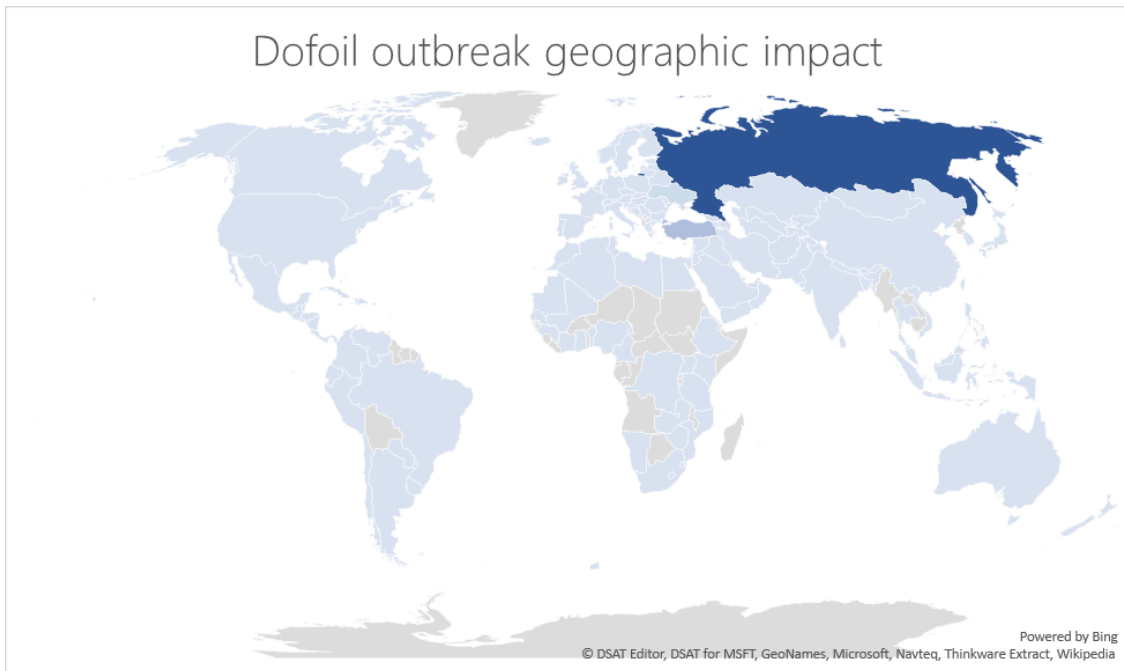 Dofoil outbreak geographic impact
Powered by Bing
© DSAT Editor, DSAT for MSFT, GeoNames, Microsoft, Navteq, Thinkware Extract, Wikipedia